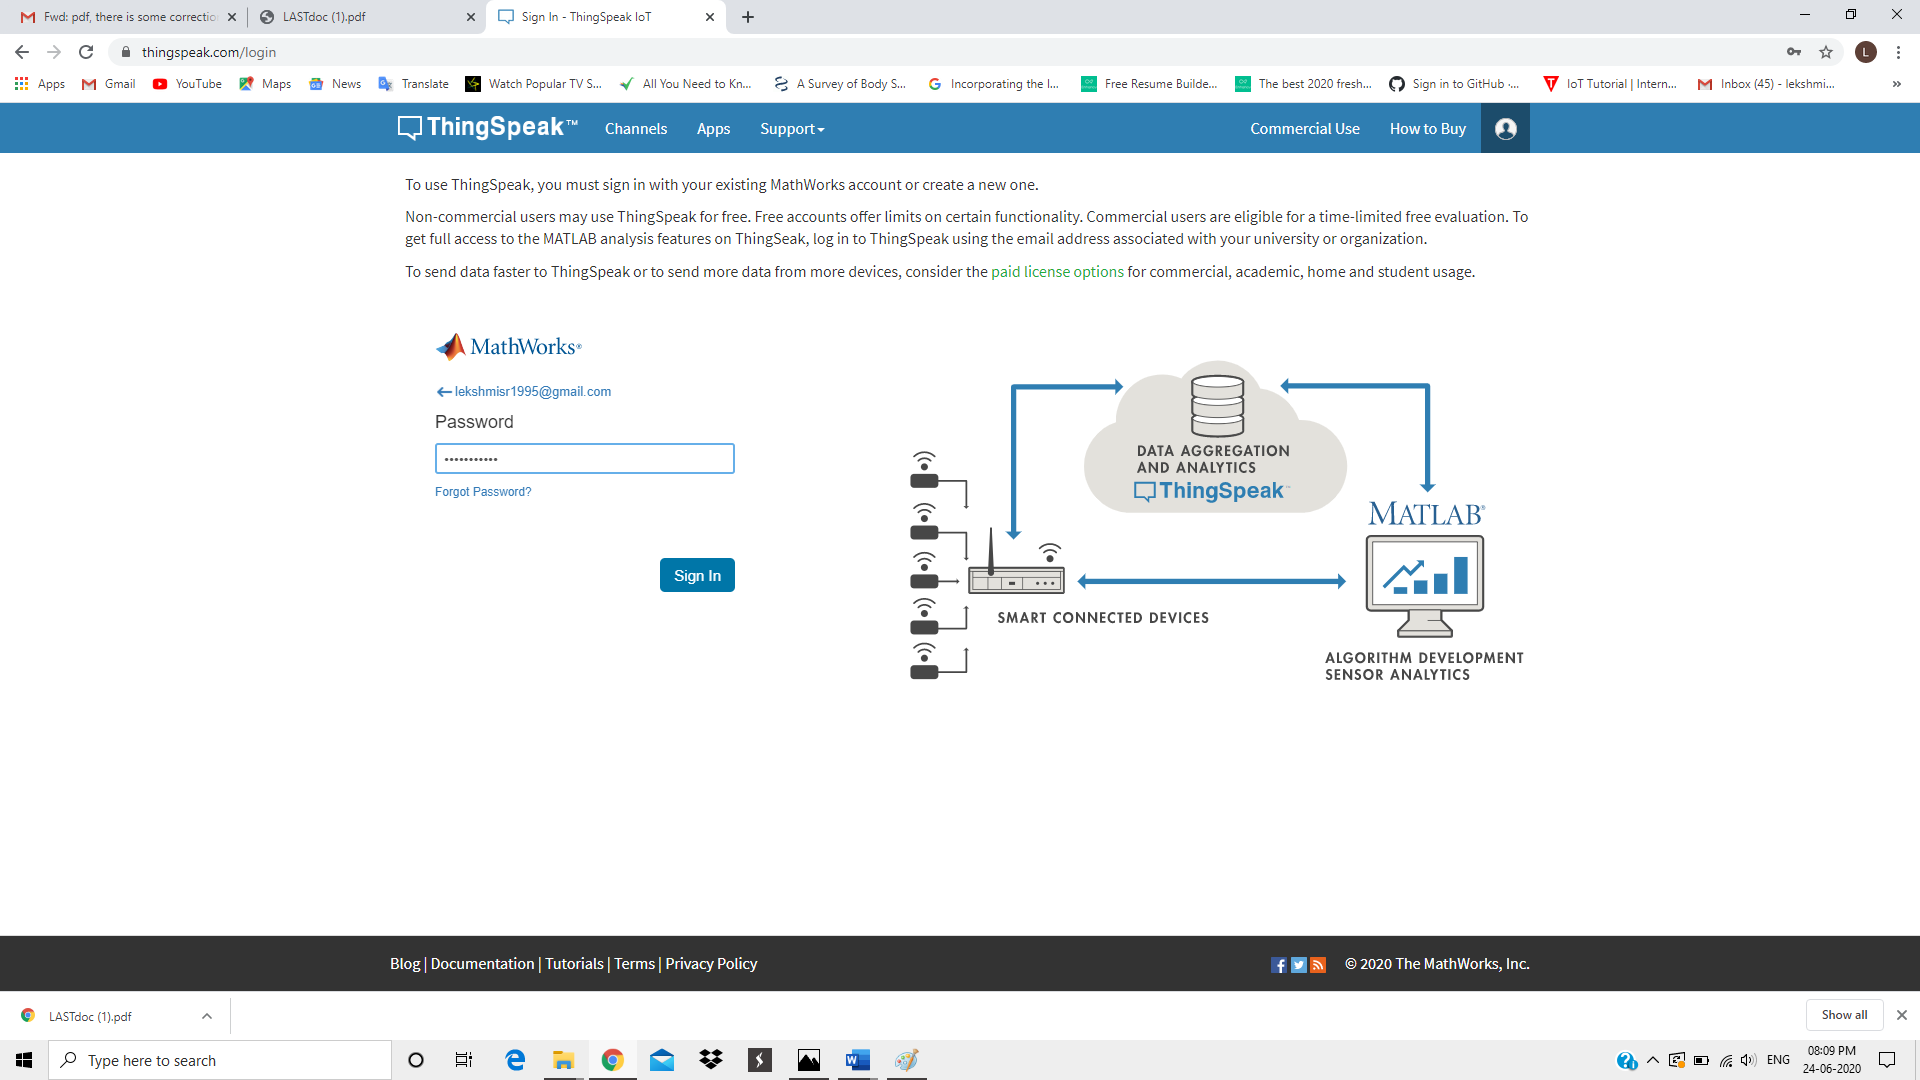 Fwd: pdf, there is some correctio
LASTdoc (1).pdf
Sign In - ThingSpeak IoT
thingspeak.com/login
L
Apps
Gmail
YouTube
Maps
News
Translate
Watch Popular TV S...
All You Need to Kn...
A Survey of Body S...
Incorporating the I...
Free Resume Builde...
The best 2020 fresh...
Sign in to GitHub ·...
IoT Tutorial | Intern...
Inbox (45) - lekshmi...
»
ThingSpeak™
Channels
Apps
Support
Commercial Use
How to Buy
To use ThingSpeak, you must sign in with your existing MathWorks account or create a new one.
Non-commercial users may use ThingSpeak for free. Free accounts offer limits on certain functionality. Commercial users are eligible for a time-limited free evaluation. To
get full access to the MATLAB analysis features on ThingSeak, log in to ThingSpeak using the email address associated with your university or organization.
To send data faster to ThingSpeak or to send more data from more devices, consider the paid license options for commercial, academic, home and student usage.
MathWorks®
lekshmisr1995@gmail.com
Password
•••••••••••
Forgot Password?
Sign In
DATA AGGREGATION
AND ANALYTICS
ThingSpeak™
MATLAB®
SMART CONNECTED DEVICES
ALGORITHM DEVELOPMENT
SENSOR ANALYTICS
Blog | Documentation | Tutorials | Terms | Privacy Policy
© 2020 The MathWorks, Inc.
LASTdoc (1).pdf
Show all
Type here to search
ENG
08:09 PM
24-06-2020